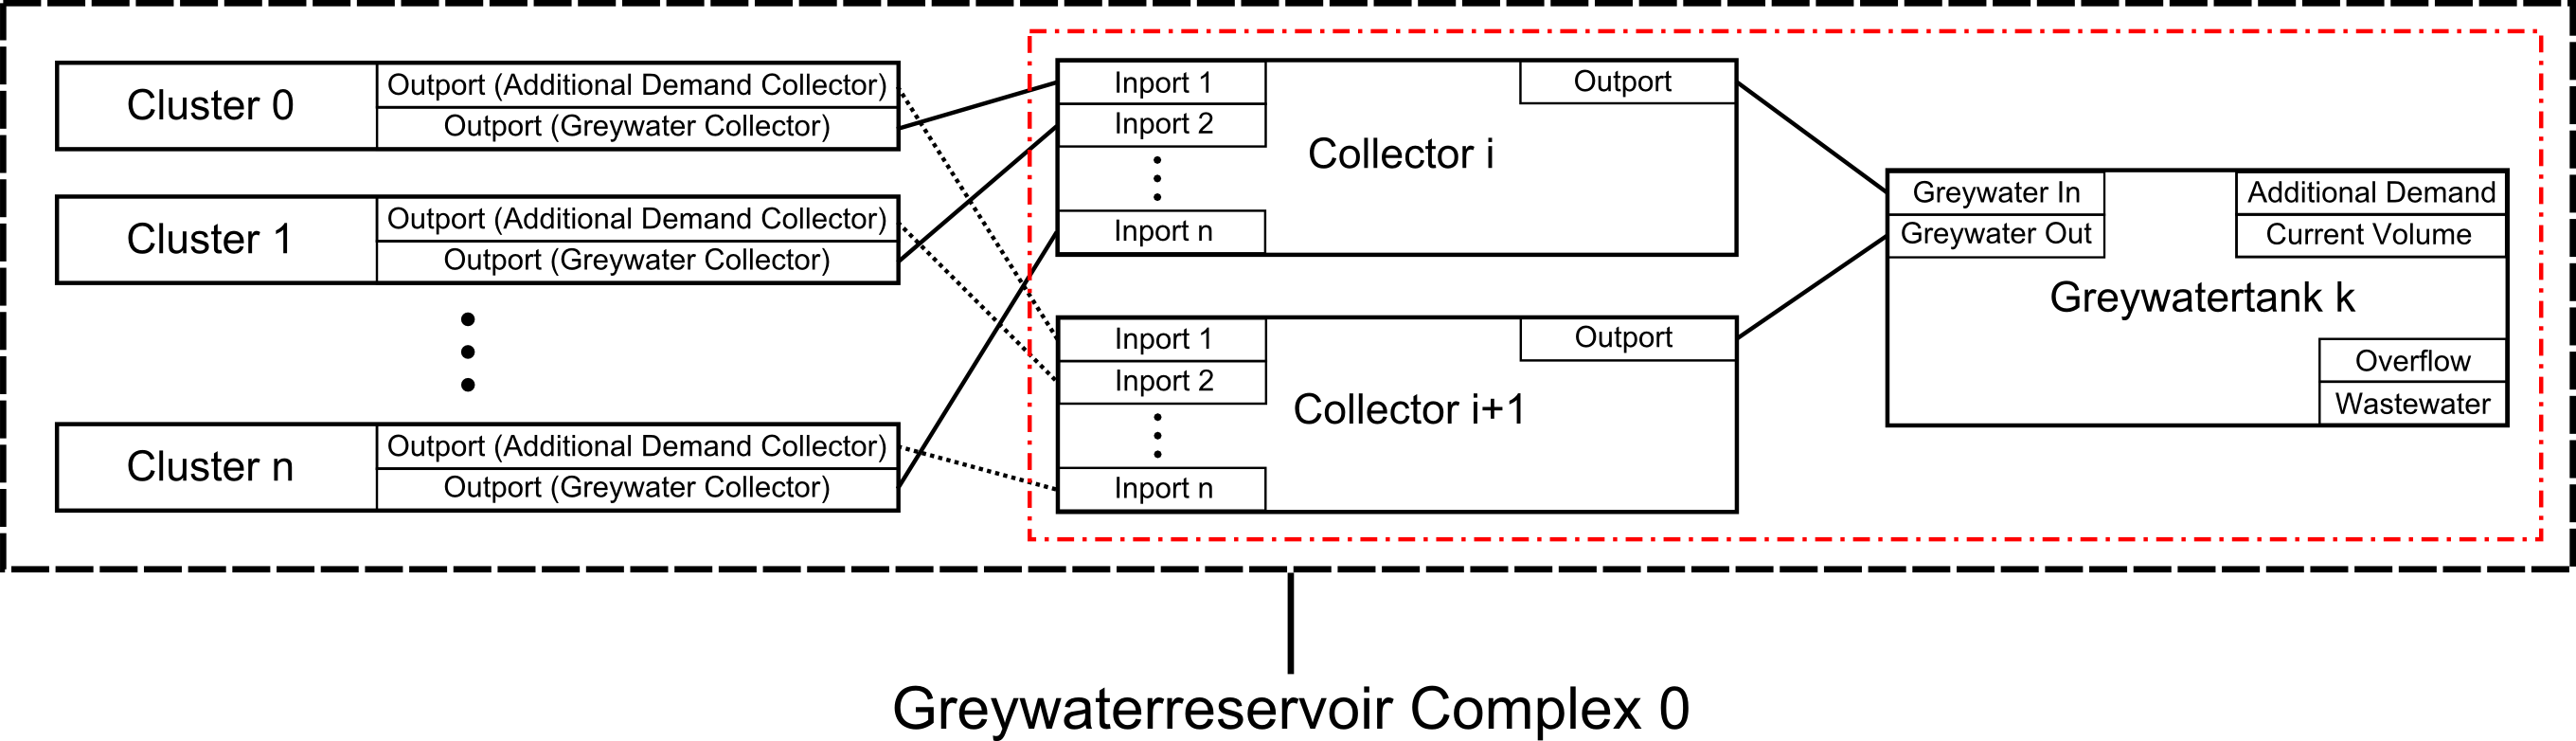 Cluster 0
Outport (Additional Demand Collector)
Outport (Greywater Collector)
Cluster 1
Outport (Additional Demand Collector)
Outport (Greywater Collector)
Cluster n
Outport (Additional Demand Collector)
Outport (Greywater Collector)
Inport 1
Inport 2
Inport n
Collector i
Outport
Inport 1
Inport 2
Inport n
Collector i+1
Outport
Greywater In
Greywater Out
Additional Demand
Current Volume
Greywatertank k
Overflow
Wastewater
Greywaterreservoir Complex 0